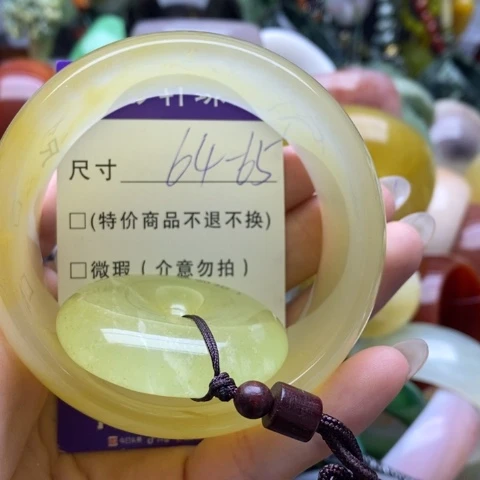 尺寸 64-65
□(特价商品不退不换)
□微瑕(介意勿拍)